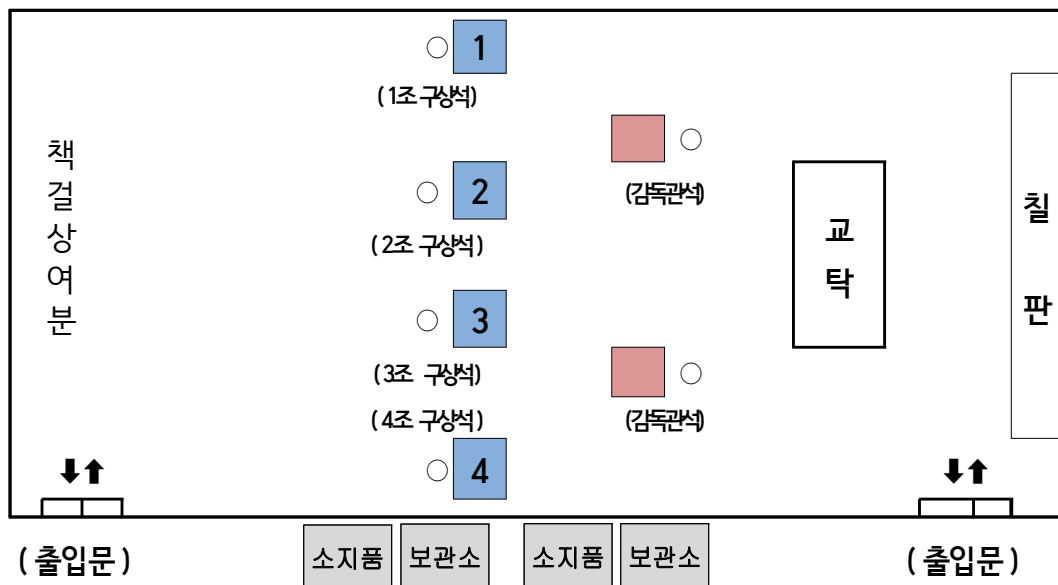 1
( 1조 구상석)
책걸상여분
2
( 2조 구상석 )
(감독관석)
교탁
칠판
3
( 3조 구상석)
( 4조 구상석 )
(감독관석)
4
( 출입문 )
소지품
보관소
소지품
보관소
( 출입문 )